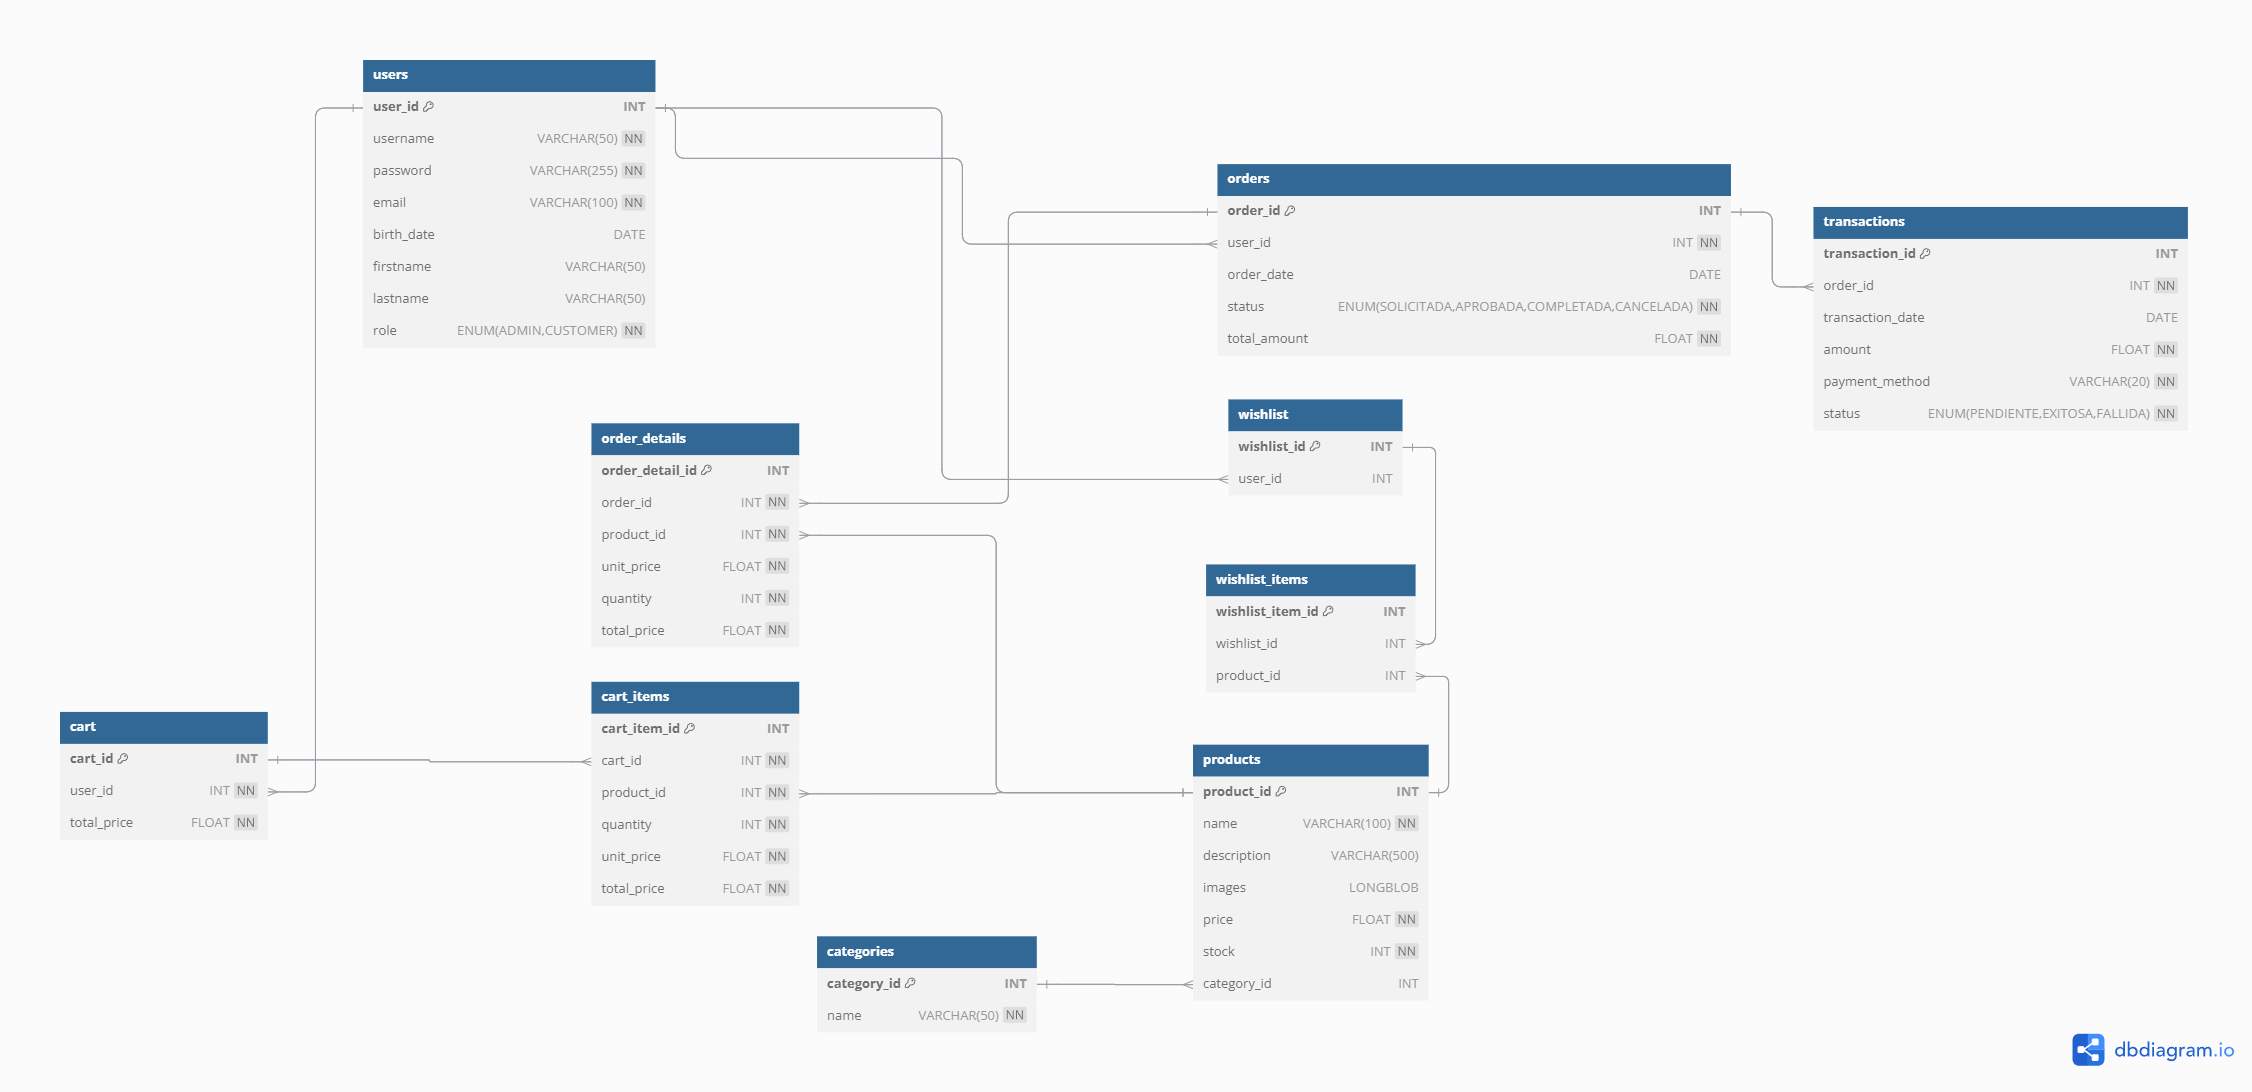 users
user_id INT
username VARCHAR(50) NN
password VARCHAR(255) NN
email VARCHAR(100) NN
birth_date DATE
firstname VARCHAR(50)
lastname VARCHAR(50)
role ENUM(ADMIN,CUSTOMER) NN
orders
order_id INT
user_id INT NN
order_date DATE
status ENUM(SOLICITADA,APROBADA,COMPLETADA,CANCELADA) NN
total_amount FLOAT NN
transactions
transaction_id INT
order_id INT NN
transaction_date DATE
amount FLOAT NN
payment_method VARCHAR(20) NN
status ENUM(PENDIENTE,EXITOSA,FALLIDA) NN
order_details
order_detail_id INT
order_id INT NN
product_id INT NN
unit_price FLOAT NN
quantity INT NN
total_price FLOAT NN
wishlist
wishlist_id INT
user_id INT
wishlist_items
wishlist_item_id INT
wishlist_id INT
product_id INT
cart
cart_id INT
user_id INT NN
total_price FLOAT NN
cart_items
cart_item_id INT
cart_id INT NN
product_id INT NN
quantity INT NN
unit_price FLOAT NN
total_price FLOAT NN
products
product_id INT
name VARCHAR(100) NN
description VARCHAR(500)
images LONGBLOB
price FLOAT NN
stock INT NN
category_id INT
categories
category_id INT
name VARCHAR(50) NN
dbdiagram.io